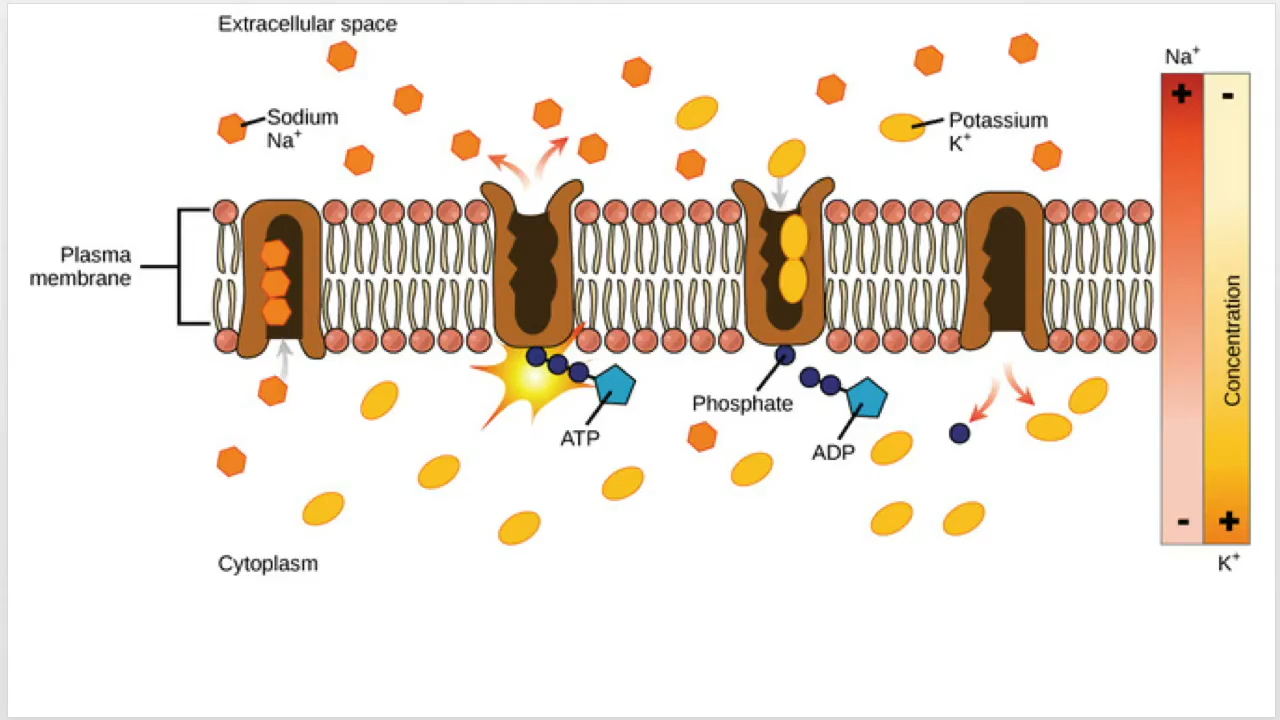 Extracellular space
Na⁺
+
-
Sodium
Na⁺
Potassium
K⁺
Plasma
membrane
Concentration
Phosphate
ATP
ADP
-
+
Cytoplasm
K⁺